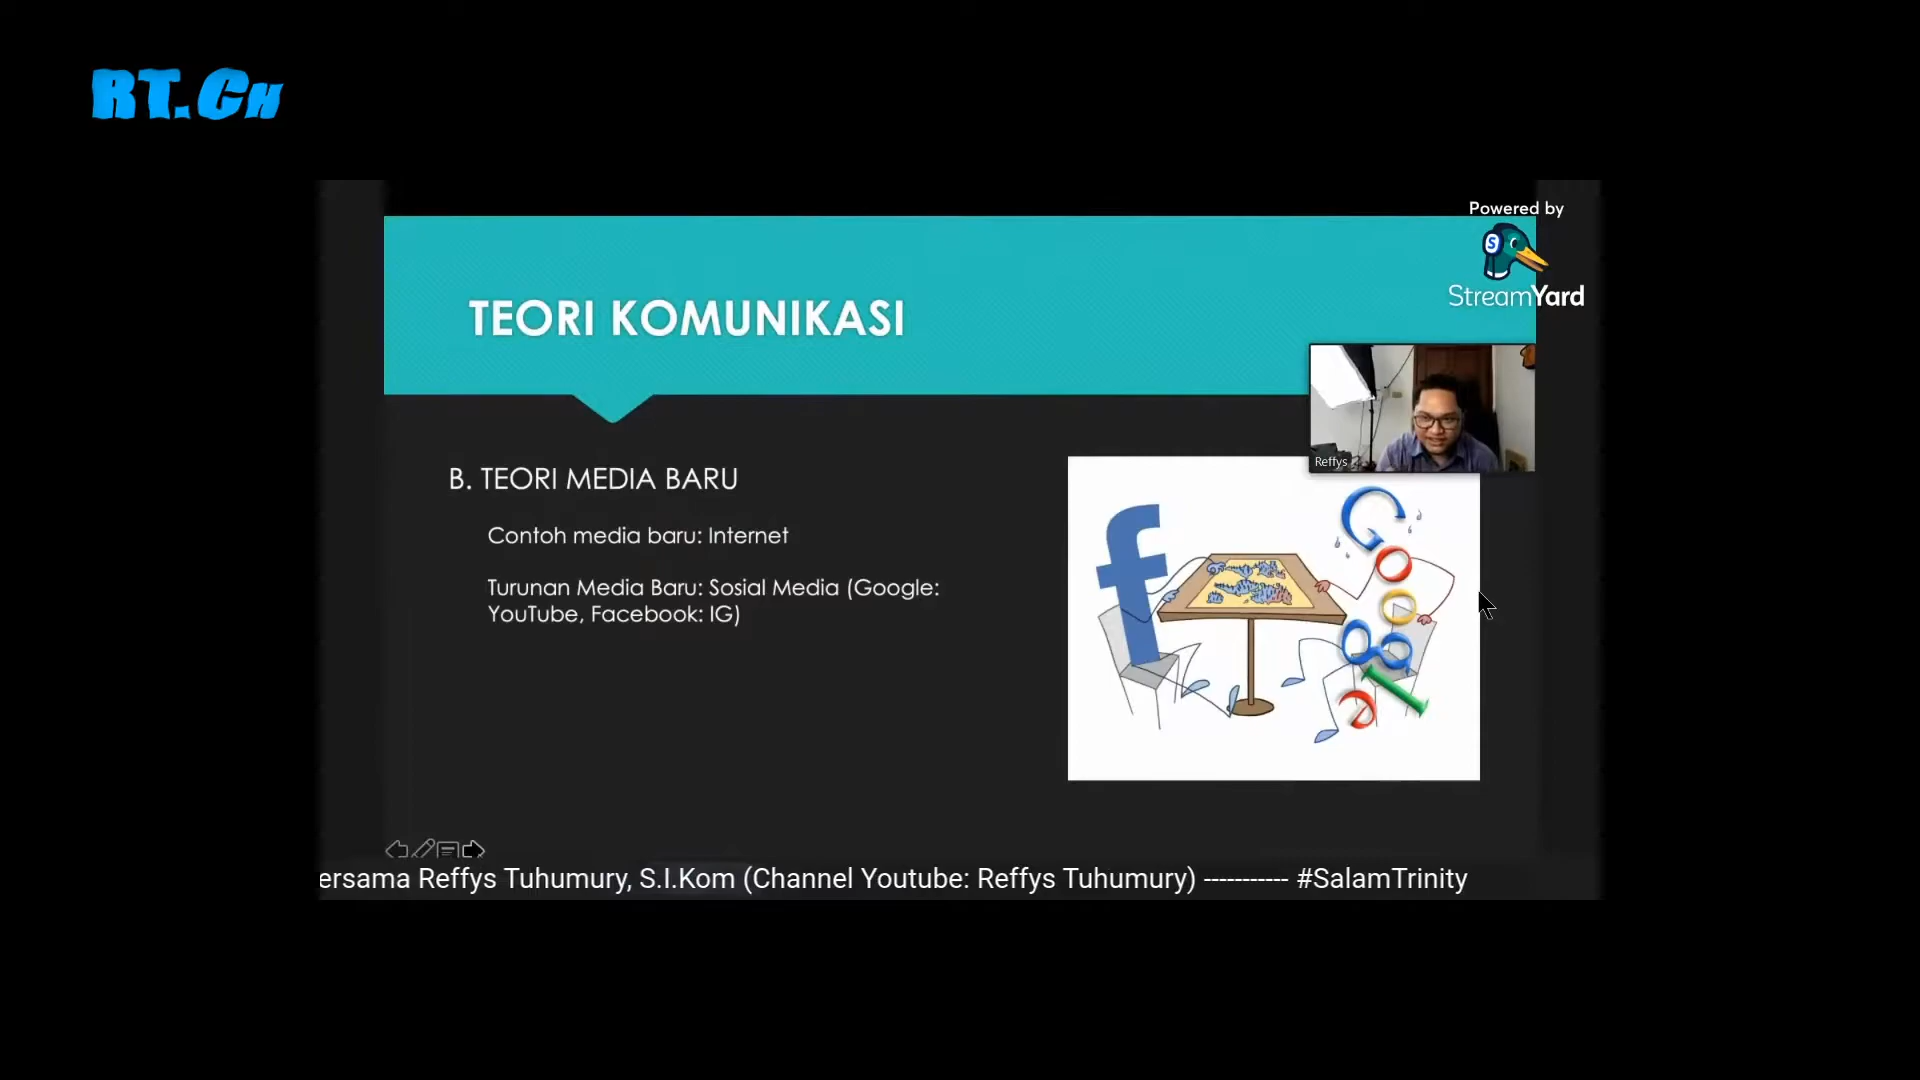 RT.CH
Powered by
S
StreamYard
TEORI KOMUNIKASI
Reffys
B. TEORI MEDIA BARU
Contoh media baru: Internet
Turunan Media Baru: Sosial Media (Google:
YouTube, Facebook: IG)
f
Google
ersama Reffys Tuhumury, S.I.Kom (Channel Youtube: Reffys Tuhumury) ----------- #SalamTrinity